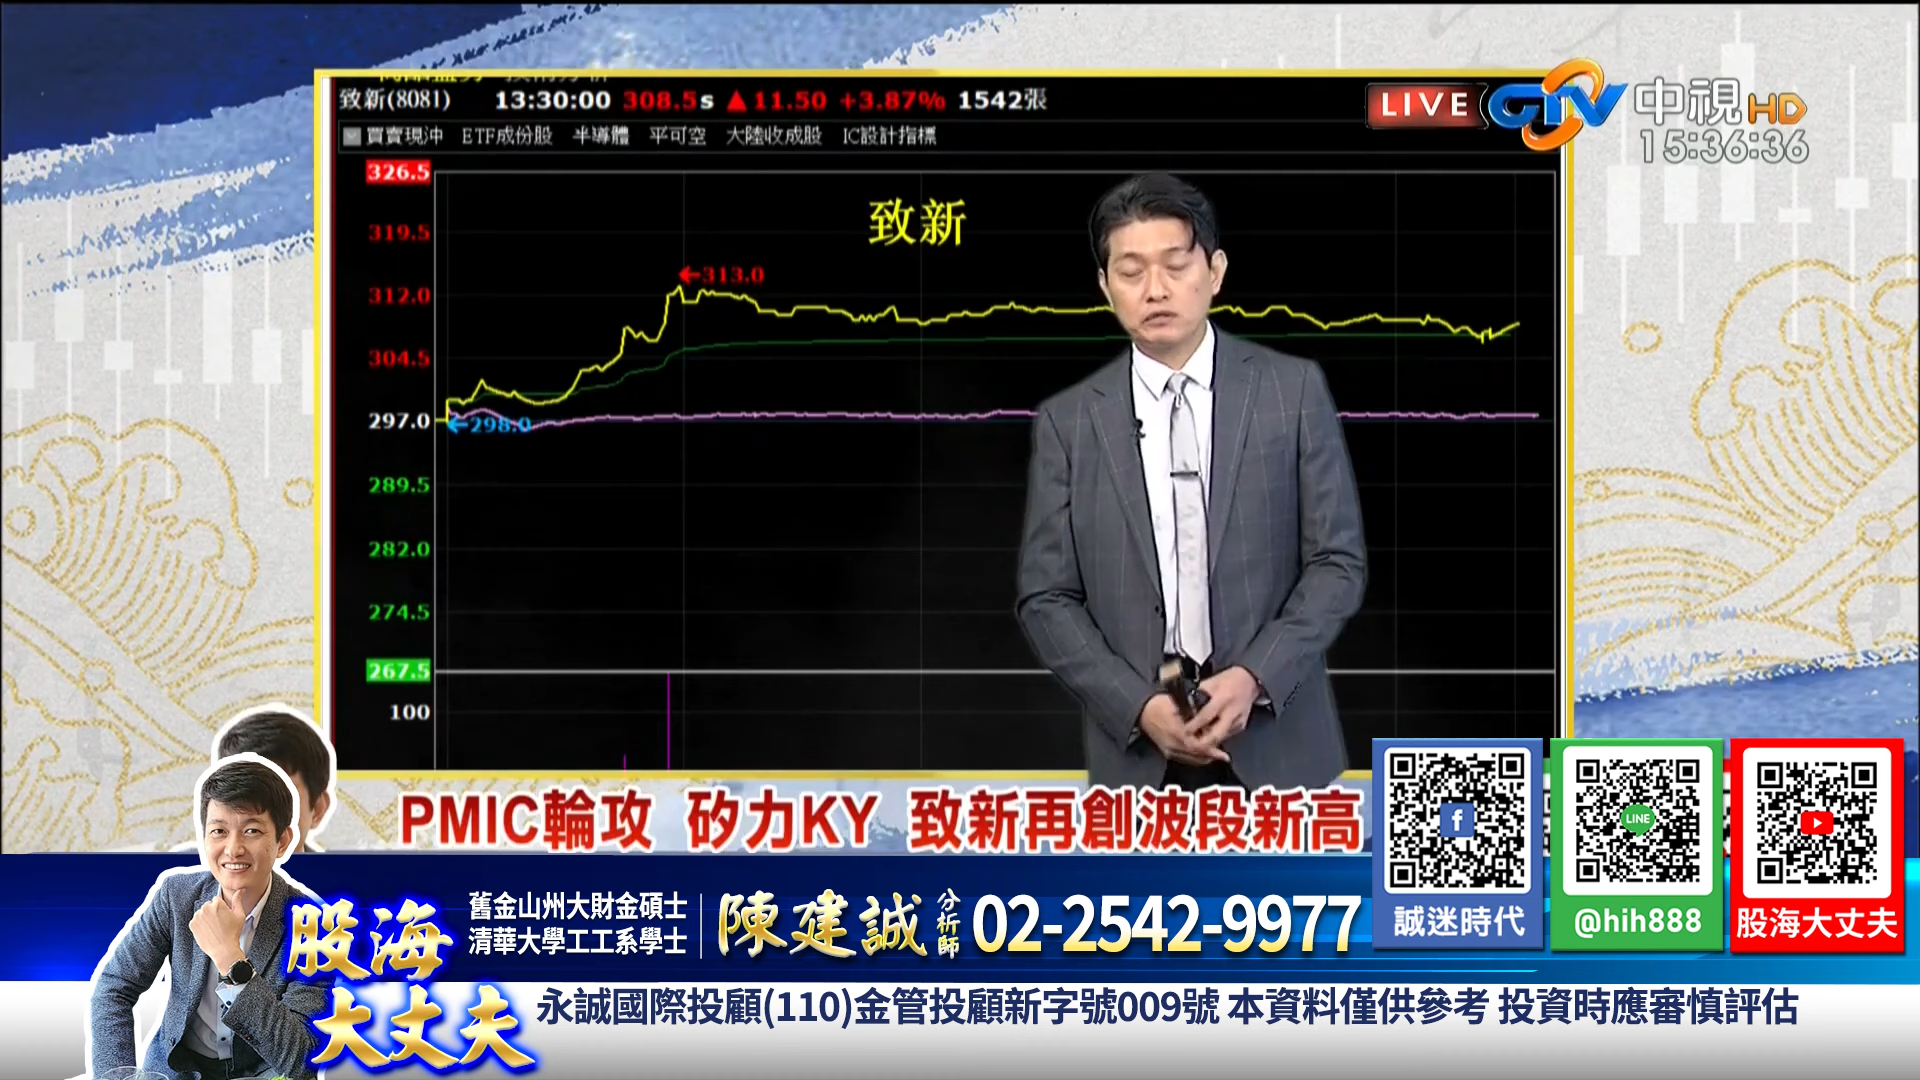 致新(8081) 13:30:00 308.5s ▲11.50 +3.87% 1542張
買賣現沖 ETF成份股 半導體 平可空 大陸收成股 IC設計指標
LIVE CTV 中視HD
15:36:36
326.5
319.5
312.0
304.5
297.0
289.5
282.0
274.5
267.5
100
致新
←313.0
←298.0
PMIC輪攻 矽力KY 致新再創波段新高
股海
大丈夫
舊金山州大財金碩士
清華大學工工系學士
陳建誠 分析師 02-2542-9977
f
誠迷時代
LINE
@hih888
股海大丈夫
永誠國際投顧(110)金管投顧新字號009號 本資料僅供參考 投資時應審慎評估